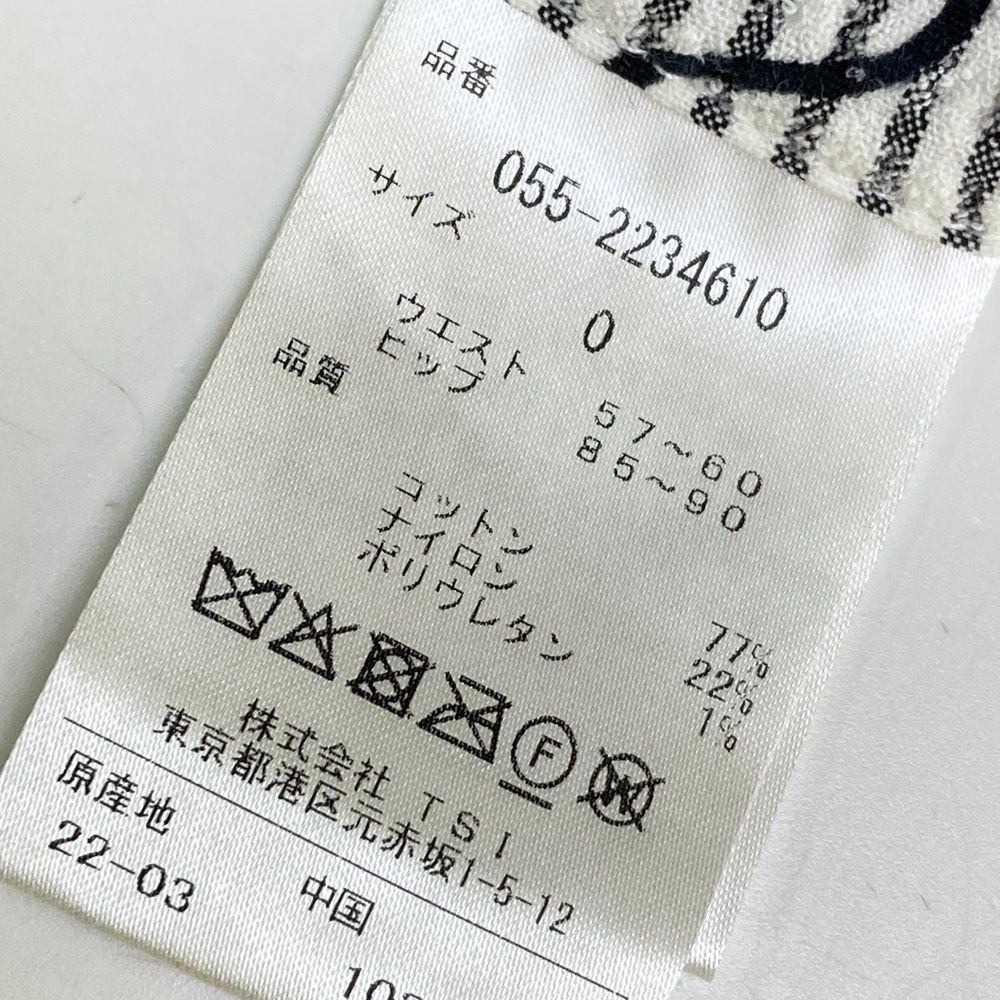 品番
055-2234610
サイズ
0
ウエスト 57～60
ヒップ 85～90
品質
コットン 77%
ナイロン 22%
ポリウレタン 1%
F W
株式会社 TSI
東京都港区元赤坂1-5-12
原産地 中国
22-03